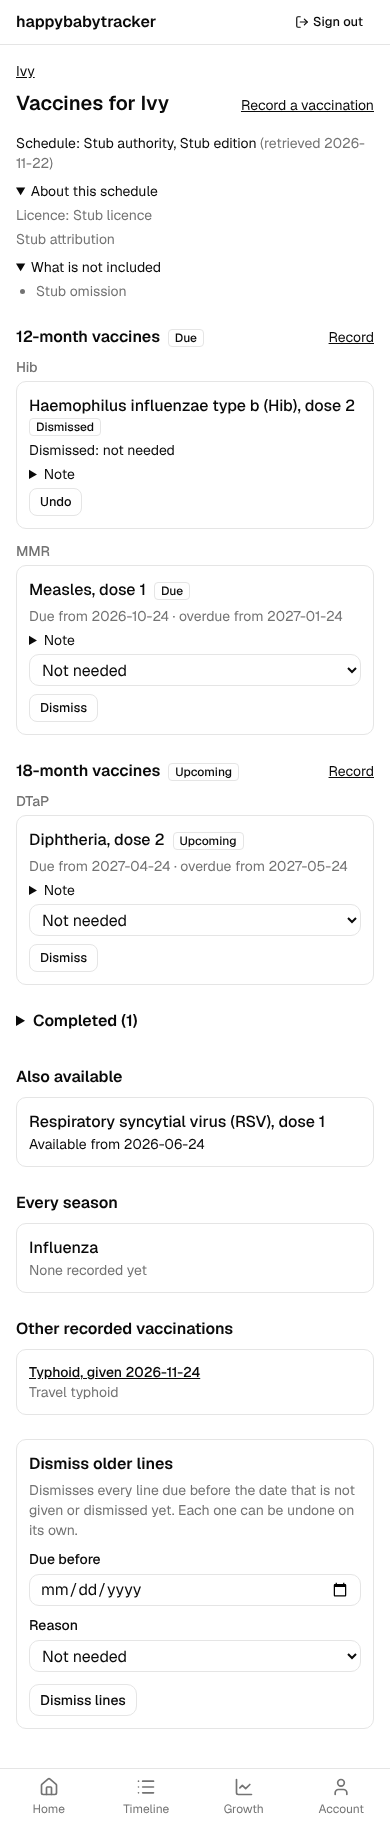 happybabytracker
Sign out
Ivy
Vaccines for Ivy
Record a vaccination
Schedule: Stub authority, Stub edition (retrieved 2026-
11-22)
About this schedule
Licence: Stub licence
Stub attribution
What is not included
Stub omission
12-month vaccines Due
Record
Hib
Haemophilus influenzae type b (Hib), dose 2
Dismissed
Dismissed: not needed
Note
Undo
MMR
Measles, dose 1 Due
Due from 2026-10-24 · overdue from 2027-01-24
Note
Not needed
Dismiss
18-month vaccines Upcoming
Record
DTaP
Diphtheria, dose 2 Upcoming
Due from 2027-04-24 · overdue from 2027-05-24
Note
Not needed
Dismiss
Completed (1)
Also available
Respiratory syncytial virus (RSV), dose 1
Available from 2026-06-24
Every season
Influenza
None recorded yet
Other recorded vaccinations
Typhoid, given 2026-11-24
Travel typhoid
Dismiss older lines
Dismisses every line due before the date that is not
given or dismissed yet. Each one can be undone on
its own.
Due before
mm/dd/yyyy
Reason
Not needed
Dismiss lines
Home
Timeline
Growth
Account